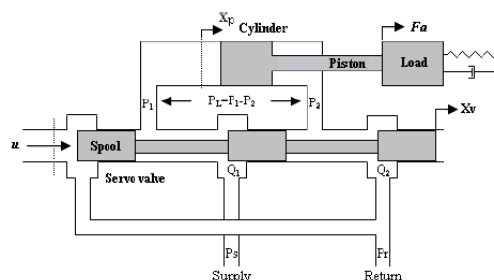 Xp
Cylinder
Fa
Piston
Load
P1
PL=P1-P2
P2
Xv
u
Spool
Q1
Q2
Servo valve
Ps
Pr
Supply
Return